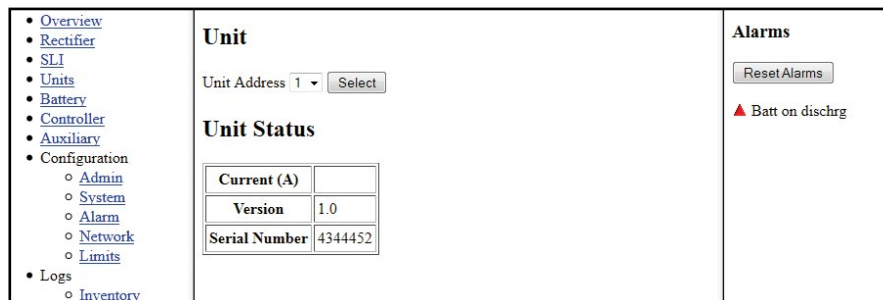 Overview
Rectifier
SLI
Units
Battery
Controller
Auxiliary
Configuration
Admin
System
Alarm
Network
Limits
Logs
Inventory
Unit
Unit Address 1 Select
Unit Status
Current (A)
Version 1.0
Serial Number 4344452
Alarms
Reset Alarms
Batt on dischrg